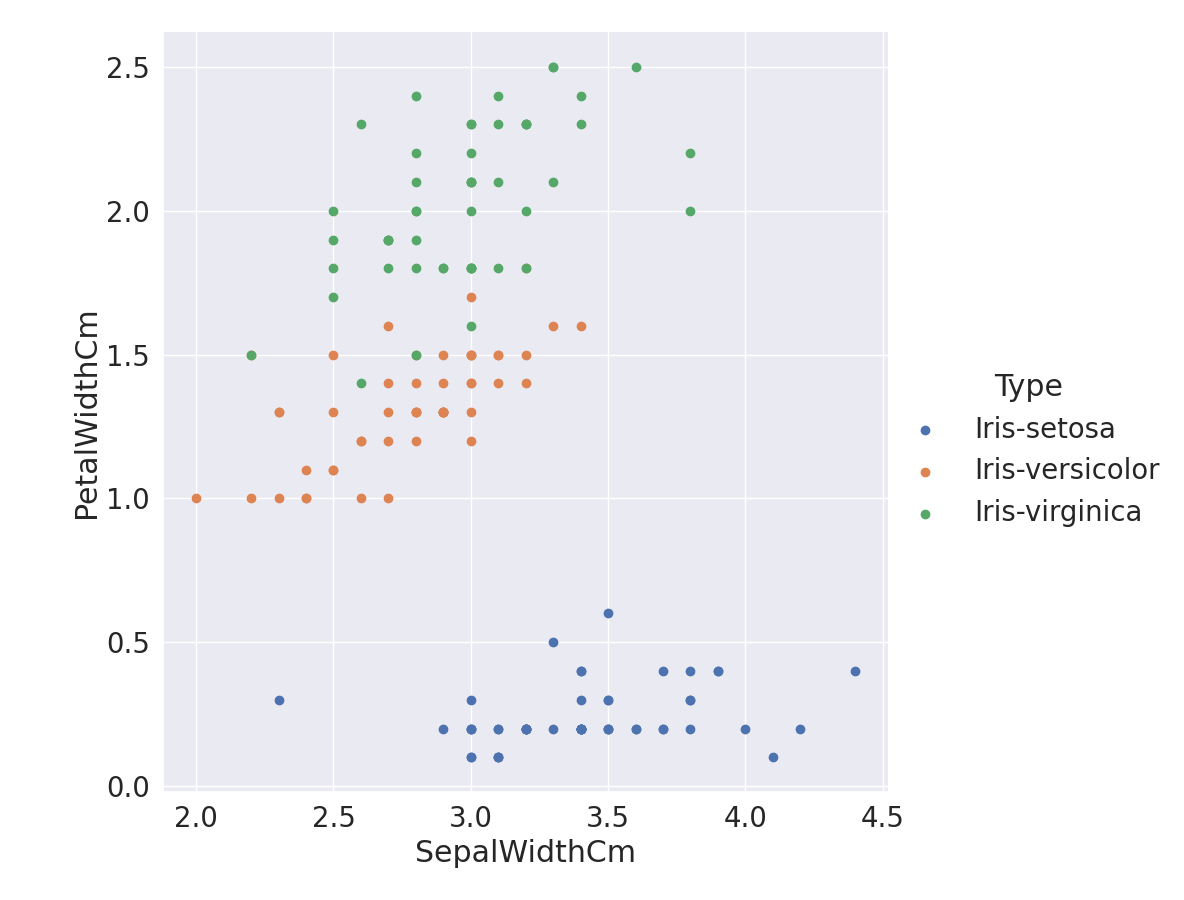 2.5
2.0
1.5
1.0
0.5
0.0
PetalWidthCm
2.0 2.5 3.0 3.5 4.0 4.5
SepalWidthCm
Type
Iris-setosa
Iris-versicolor
Iris-virginica